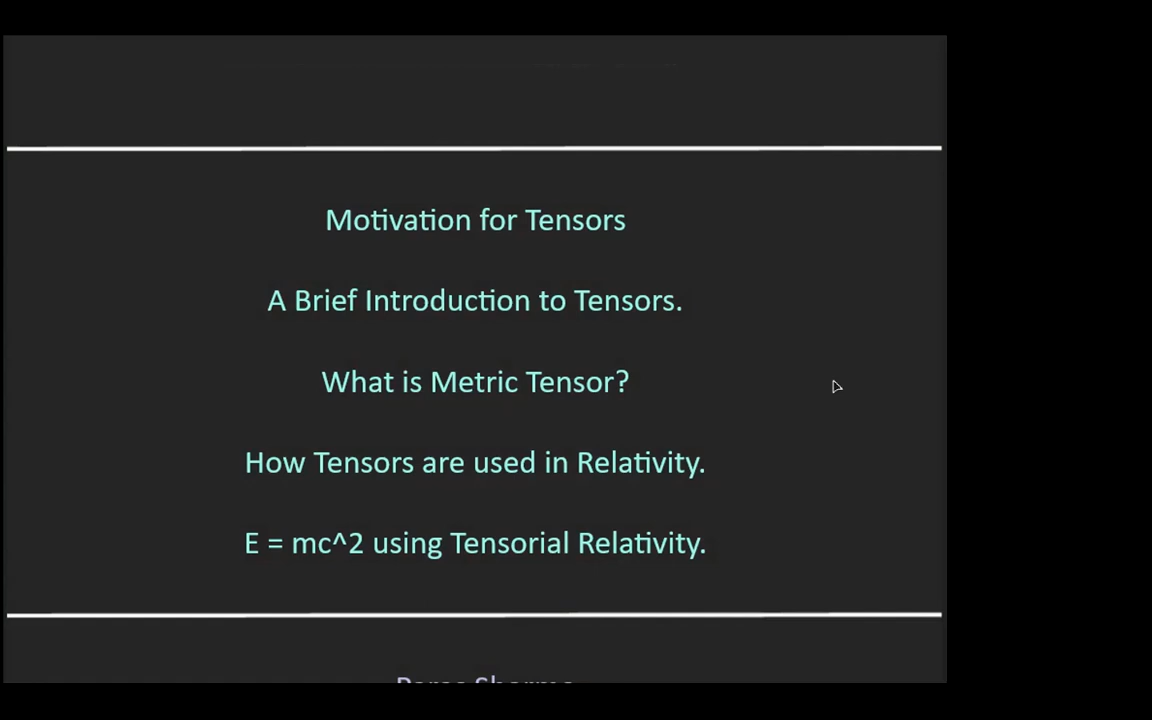 Motivation for Tensors
A Brief Introduction to Tensors.
What is Metric Tensor?
How Tensors are used in Relativity.
E = mc^2 using Tensorial Relativity.